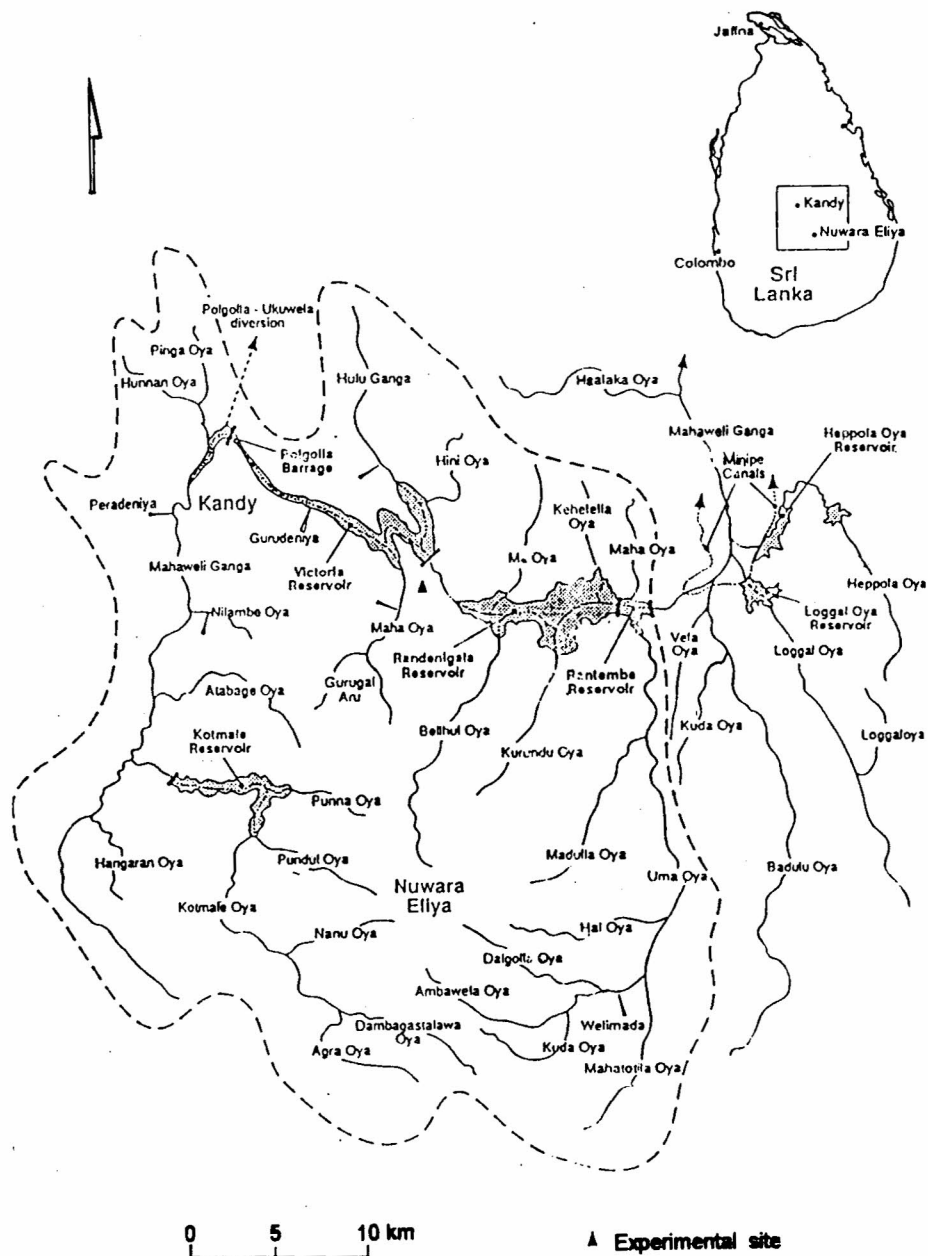 Jaffna
Kandy
Nuwara Eliya
Colombo
Sri
Lanka
Polgolla - Ukuwela
diversion
Pinga Oya
Hunnan Oya
Hulu Ganga
Haalaka Oya
Mahaweli Ganga
Heppola Oya
Reservoir
Minipe
Canals
Polgolla
Barrage
Hini Oya
Peradeniya
Kandy
Kehelella
Oya
Gurudeniya
Ma Oya
Maha Oya
Victoria
Reservoir
Mahaweli Ganga
Heppola Oya
Nilambe Oya
Maha Oya
Loggal Oya
Reservoir
Vela
Oya
Loggal Oya
Randenigala
Reservoir
Rantembe
Reservoir
Gurugal
Aru
Atabage Oya
Kotmale
Reservoir
Belihul Oya
Kurundu Oya
Kuda Oya
Loggaloya
Punna Oya
Hangaran Oya
Pundul Oya
Madulla Oya
Uma Oya
Badulu Oya
Kotmale Oya
Nuwara
Eliya
Nanu Oya
Hal Oya
Dalgolla Oya
Ambawela Oya
Dambagastalawa
Oya
Welimada
Agra Oya
Kuda Oya
Mahatotila Oya
0 5 10 km
Experimental site